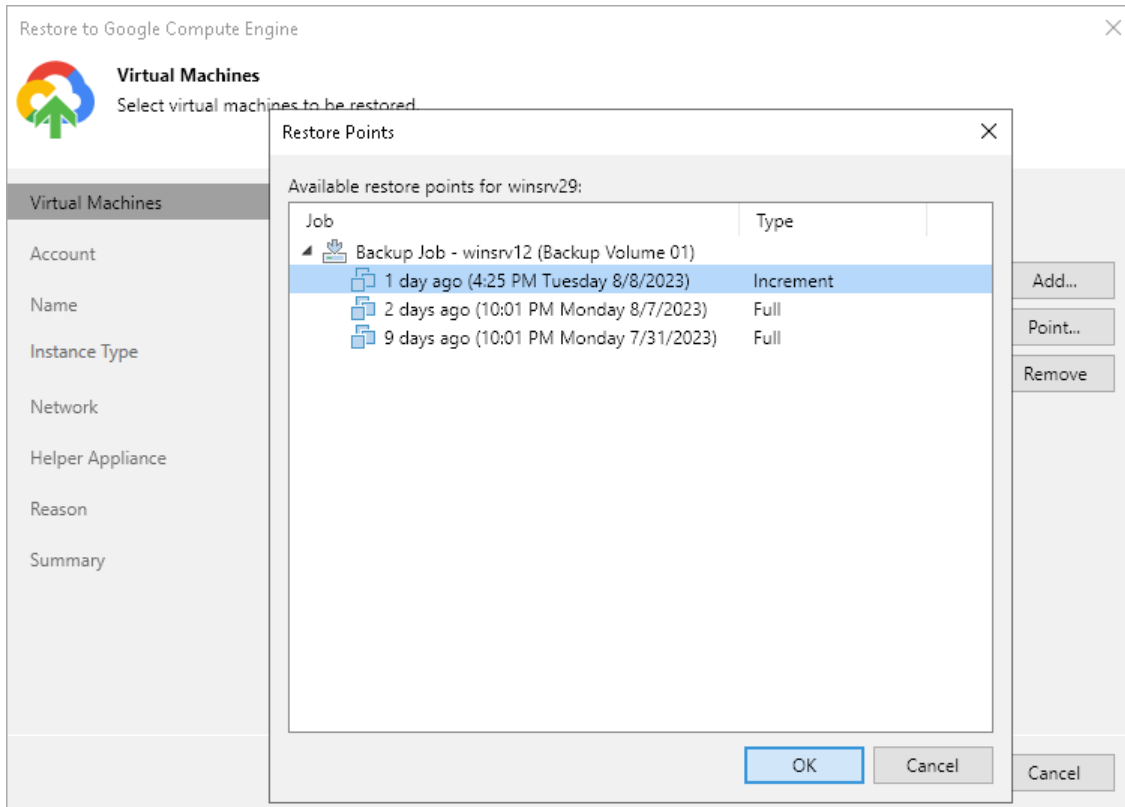 Restore to Google Compute Engine
Virtual Machines
Select virtual machines to be restored.
Restore Points
Available restore points for winsrv29:
Job Type
Backup Job - winsrv12 (Backup Volume 01)
1 day ago (4:25 PM Tuesday 8/8/2023) Increment
2 days ago (10:01 PM Monday 8/7/2023) Full
9 days ago (10:01 PM Monday 7/31/2023) Full
OK Cancel
Virtual Machines
Account
Name
Instance Type
Network
Helper Appliance
Reason
Summary
Add...
Point...
Remove
Cancel